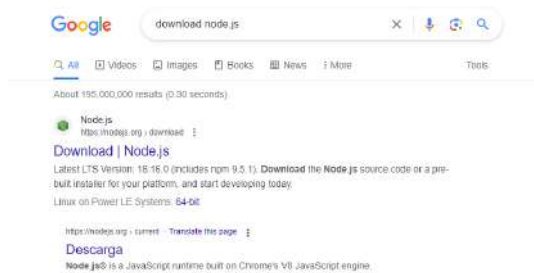 Google
download node.js
All Videos Images Books News More Tools
About 195,000,000 results (0.30 seconds)
Node.js
https://nodejs.org › download
Download | Node.js
Latest LTS Version: 18.16.0 (includes npm 9.5.1). Download the Node.js source code or a pre-
built installer for your platform, and start developing today.
Linux on Power LE Systems: 64-bit
https://nodejs.org › current · Translate this page
Descarga
Node.js® is a JavaScript runtime built on Chrome's V8 JavaScript engine.